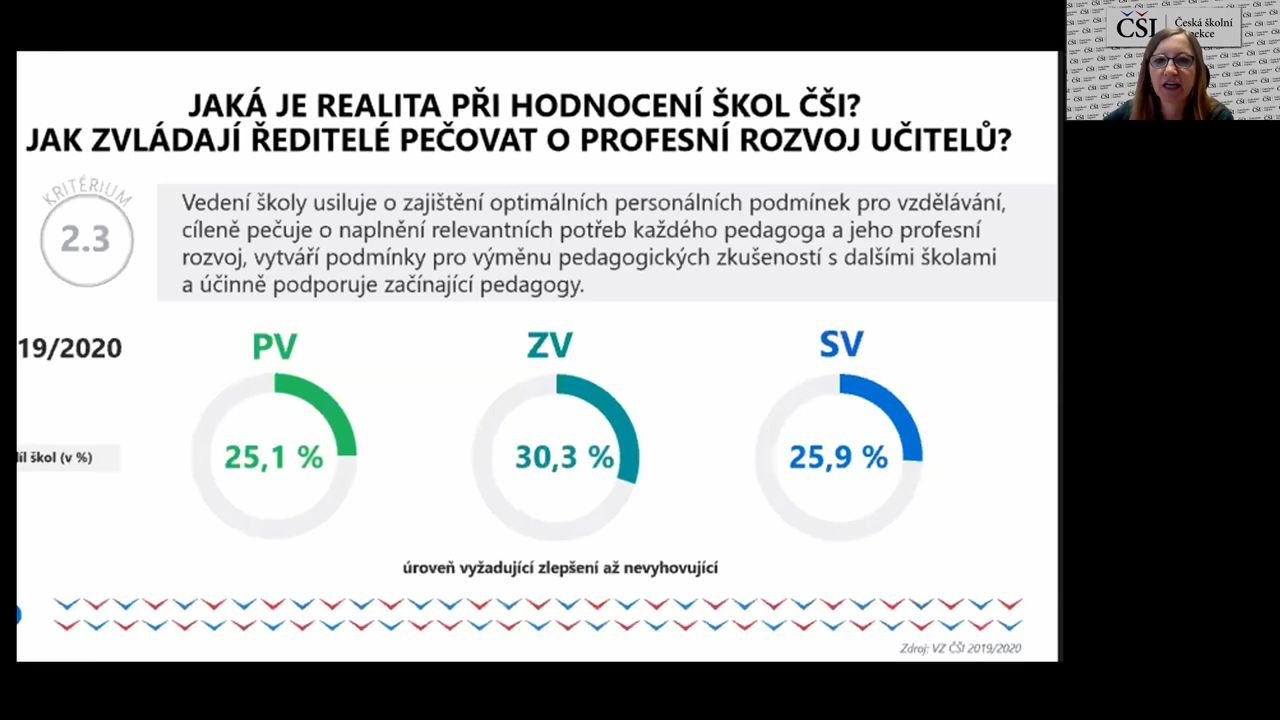 JAKÁ JE REALITA PŘI HODNOCENÍ ŠKOL ČŠI?
JAK ZVLÁDAJÍ ŘEDITELÉ PEČOVAT O PROFESNÍ ROZVOJ UČITELŮ?
KRITÉRIUM
2.3
Vedení školy usiluje o zajištění optimálních personálních podmínek pro vzdělávání,
cíleně pečuje o naplnění relevantních potřeb každého pedagoga a jeho profesní
rozvoj, vytváří podmínky pro výměnu pedagogických zkušeností s dalšími školami
a účinně podporuje začínající pedagogy.
19/2020
PV
ZV
SV
škol (v %)
25,1 %
30,3 %
25,9 %
úroveň vyžadující zlepšení až nevyhovující
Zdroj: VZ ČŠI 2019/2020
ČŠI
Česká školní